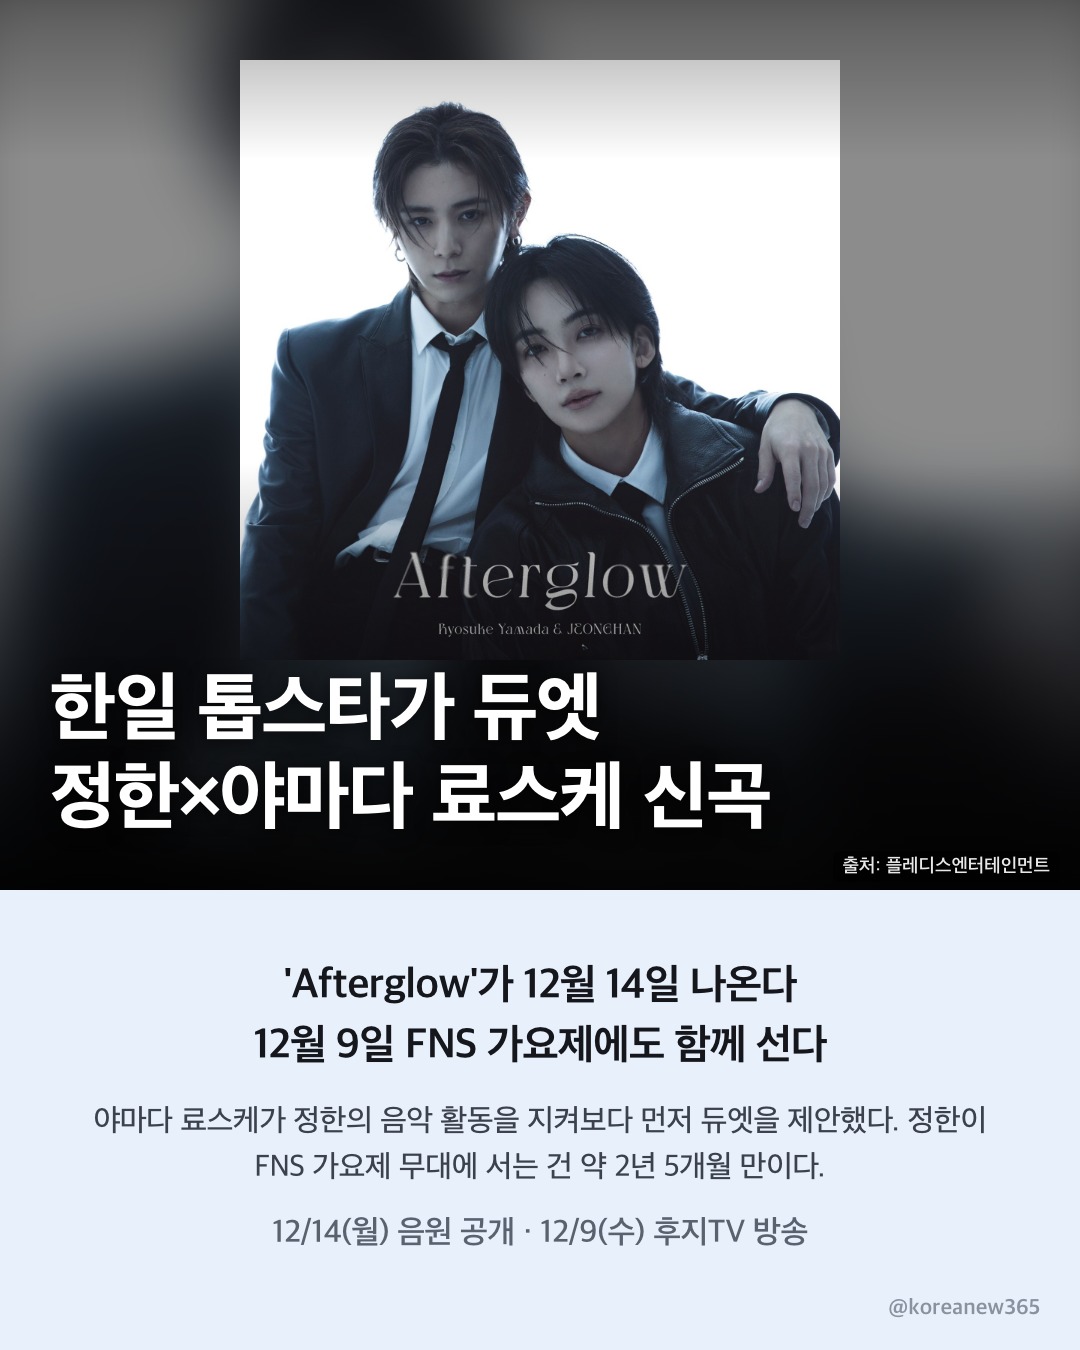 Afterglow
Ryosuke Yamada & JEONGHAN
한일 톱스타가 듀엣
정한×야마다 료스케 신곡
출처: 플레디스엔터테인먼트
'Afterglow'가 12월 14일 나온다
12월 9일 FNS 가요제에도 함께 선다
야마다 료스케가 정한의 음악 활동을 지켜보다 먼저 듀엣을 제안했다. 정한이
FNS 가요제 무대에 서는 건 약 2년 5개월 만이다.
12/14(월) 음원 공개 · 12/9(수) 후지TV 방송
@koreanew365